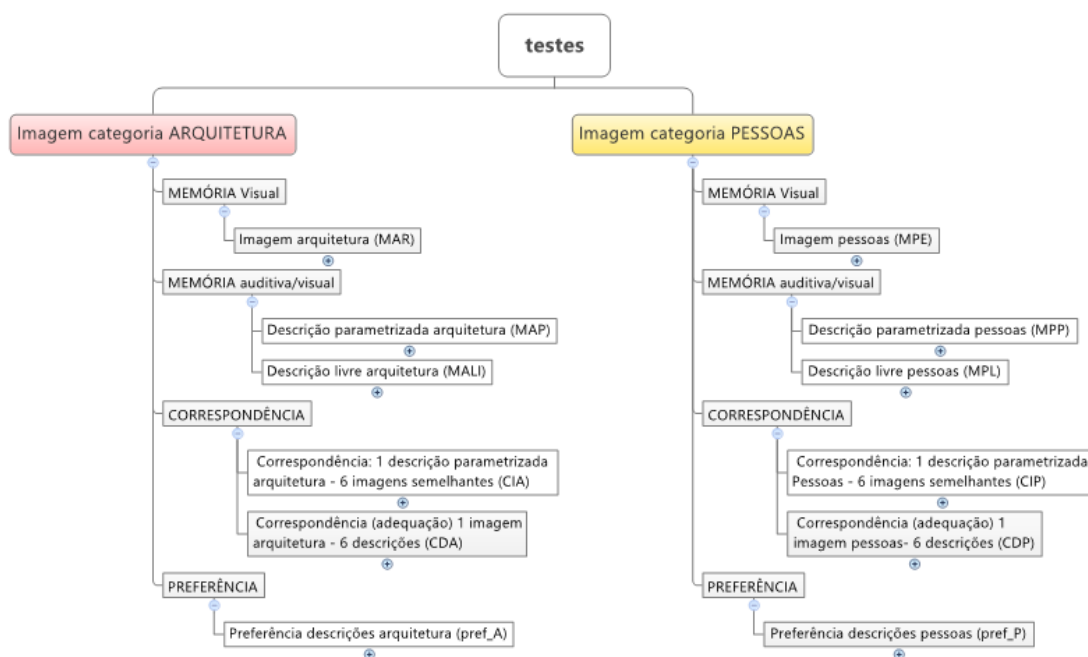 testes
Imagem categoria ARQUITETURA
MEMÓRIA Visual
Imagem arquitetura (MAR)
MEMÓRIA auditiva/visual
Descrição parametrizada arquitetura (MAP)
Descrição livre arquitetura (MALI)
CORRESPONDÊNCIA
Correspondência: 1 descrição parametrizada
arquitetura - 6 imagens semelhantes (CIA)
Correspondência (adequação) 1 imagem
arquitetura - 6 descrições (CDA)
PREFERÊNCIA
Preferência descrições arquitetura (pref_A)
Imagem categoria PESSOAS
MEMÓRIA Visual
Imagem pessoas (MPE)
MEMÓRIA auditiva/visual
Descrição parametrizada pessoas (MPP)
Descrição livre pessoas (MPL)
CORRESPONDÊNCIA
Correspondência: 1 descrição parametrizada
Pessoas - 6 imagens semelhantes (CIP)
Correspondência (adequação) 1
imagem pessoas- 6 descrições (CDP)
PREFERÊNCIA
Preferência descrições pessoas (pref_P)